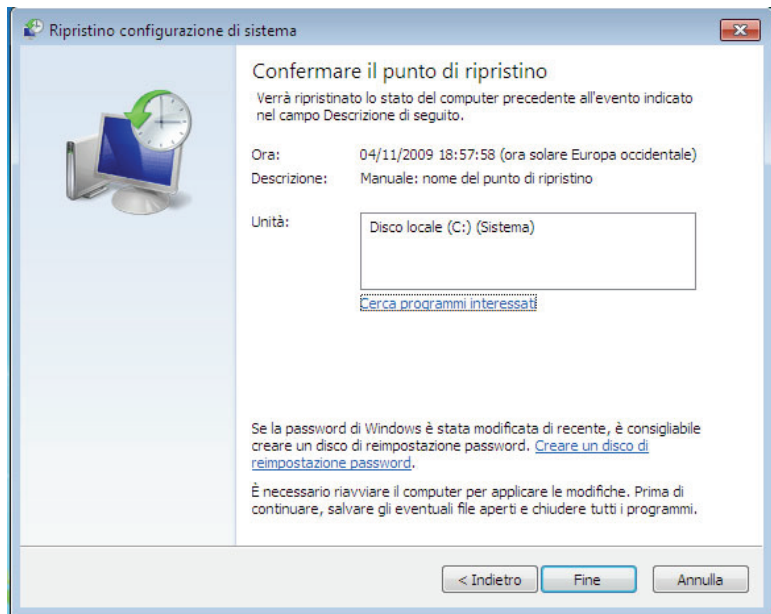 Ripristino configurazione di sistema
Confermare il punto di ripristino
Verrà ripristinato lo stato del computer precedente all'evento indicato
nel campo Descrizione di seguito.
Ora: 04/11/2009 18:57:58 (ora solare Europa occidentale)
Descrizione: Manuale: nome del punto di ripristino
Unità: Disco locale (C:) (Sistema)
Cerca programmi interessati
Se la password di Windows è stata modificata di recente, è consigliabile
creare un disco di reimpostazione password. Creare un disco di
reimpostazione password.
È necessario riavviare il computer per applicare le modifiche. Prima di
continuare, salvare gli eventuali file aperti e chiudere tutti i programmi.
< Indietro Fine Annulla